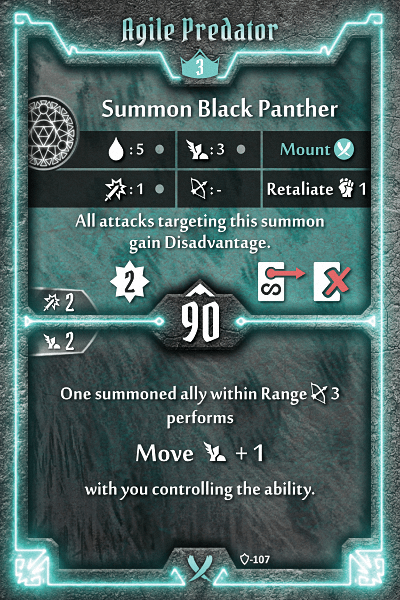 Agile Predator
3
Summon Black Panther
:5 :3 Mount
:1 :- Retaliate 1
All attacks targeting this summon
gain Disadvantage.
2
2
90
2
One summoned ally within Range 3
performs
Move + 1
with you controlling the ability.
-107